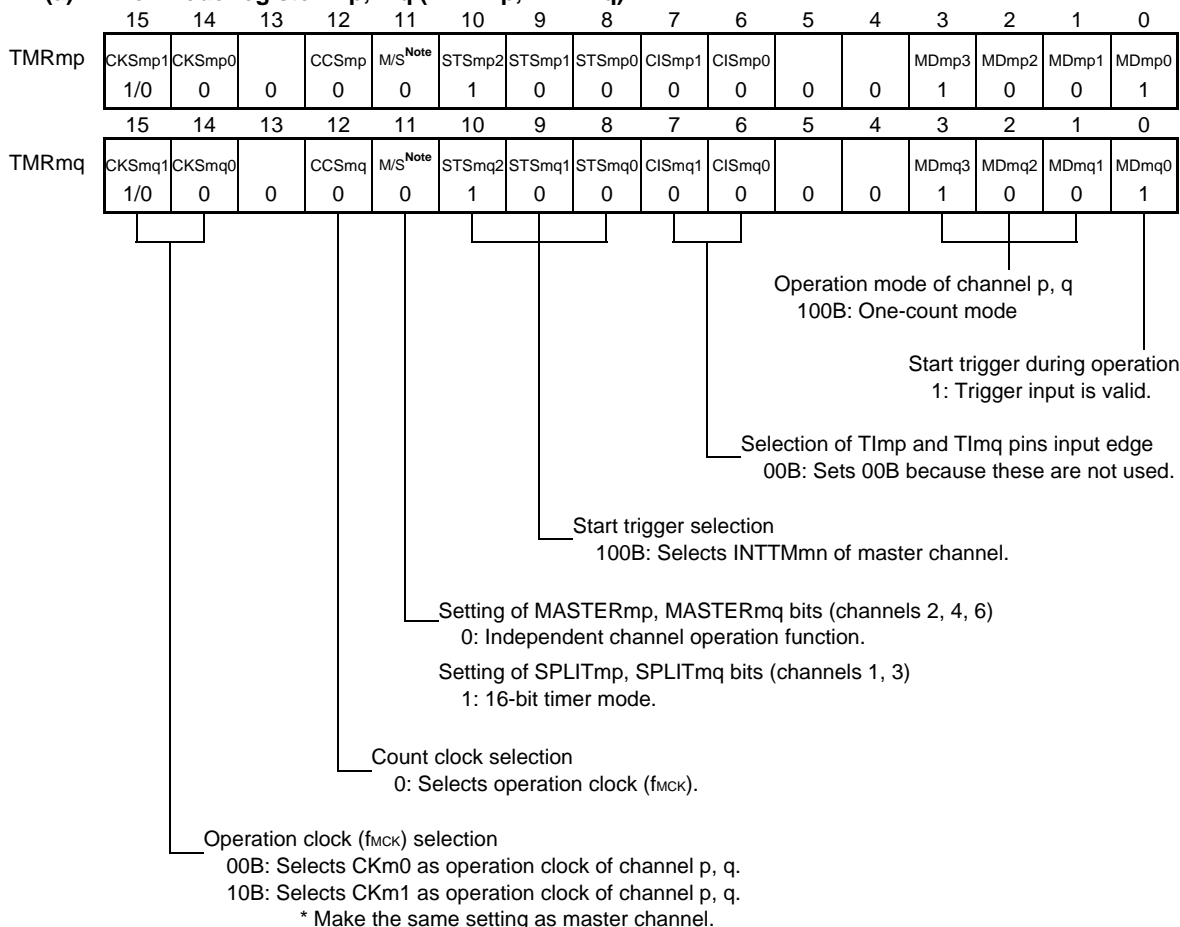 15 14 13 12 11 10 9 8 7 6 5 4 3 2 1 0
TMRmp CKSmp1 CKSmp0 CCSmp M/S Note STSmp2 STSmp1 STSmp0 CISmp1 CISmp0 MDmp3 MDmp2 MDmp1 MDmp0
1/0 0 0 0 0 1 0 0 0 0 0 0 1 0 0 1
15 14 13 12 11 10 9 8 7 6 5 4 3 2 1 0
TMRmq CKSmq1 CKSmq0 CCSmq M/S Note STSmq2 STSmq1 STSmq0 CISmq1 CISmq0 MDmq3 MDmq2 MDmq1 MDmq0
1/0 0 0 0 0 1 0 0 0 0 0 0 1 0 0 1
Operation mode of channel p, q
100B: One-count mode
Start trigger during operation
1: Trigger input is valid.
Selection of TImp and TImq pins input edge
00B: Sets 00B because these are not used.
Start trigger selection
100B: Selects INTTMmn of master channel.
Setting of MASTERmp, MASTERmq bits (channels 2, 4, 6)
0: Independent channel operation function.
Setting of SPLITmp, SPLITmq bits (channels 1, 3)
1: 16-bit timer mode.
Count clock selection
0: Selects operation clock (fMCK).
Operation clock (fMCK) selection
00B: Selects CKm0 as operation clock of channel p, q.
10B: Selects CKm1 as operation clock of channel p, q.
* Make the same setting as master channel.